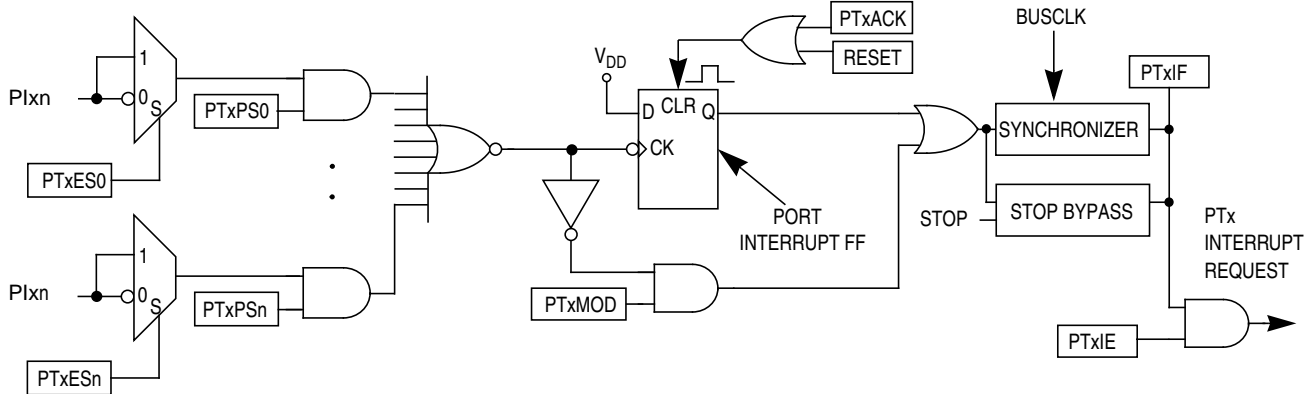 PIxn
1
0
S
PTxES0
PTxPS0
PIxn
1
0
S
PTxESn
PTxPSn
VDD
D
CLR
Q
CK
PTxACK
RESET
PORT
INTERRUPT FF
PTxMOD
BUSCLK
SYNCHRONIZER
STOP
STOP BYPASS
PTxIF
PTx
INTERRUPT
REQUEST
PTxIE